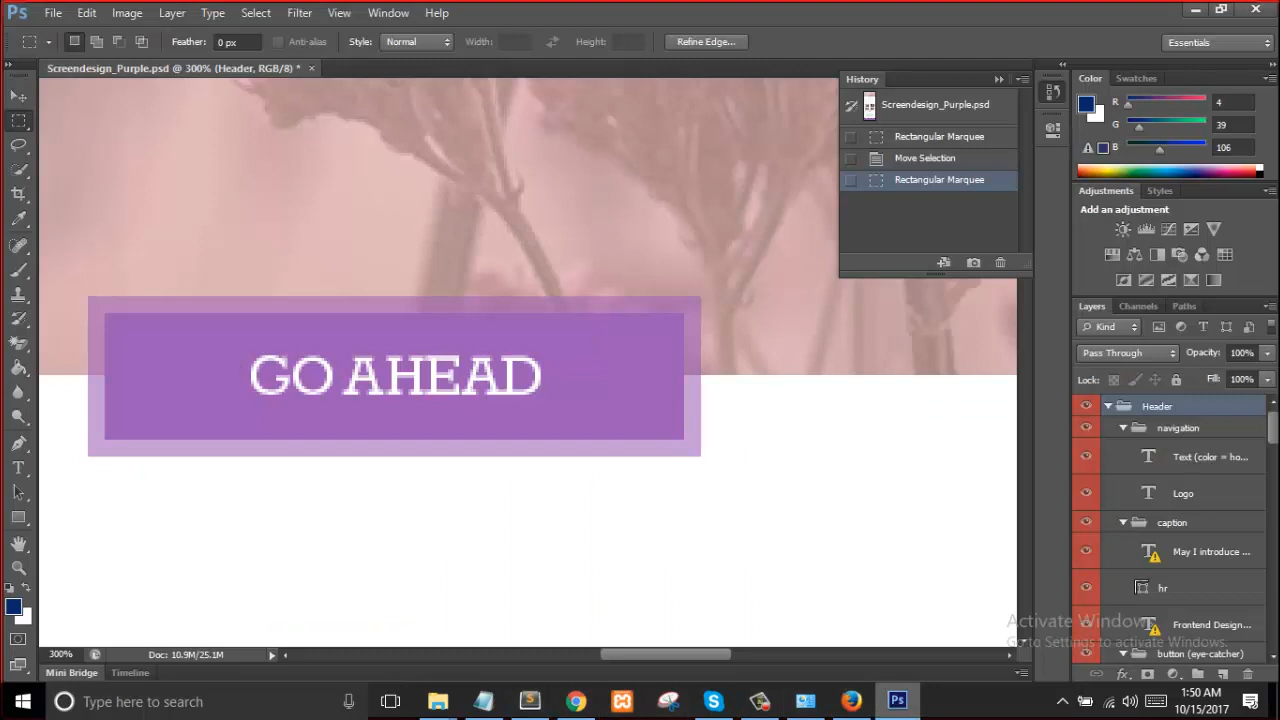 Ps File Edit Image Layer Type Select Filter 3D View Window Help
Feather: 0 px Anti-alias Style: Normal Width: Height: Refine Edge... Essentials
Screendesign_Purple.psd @ 300% (Header, RGB/8) * ×
History
Screendesign_Purple.psd
Rectangular Marquee
Move Selection
Rectangular Marquee
Color Swatches
R 4
G 39
B 106
Adjustments Styles
Add an adjustment
Layers Channels Paths
Kind
Pass Through Opacity: 100%
Lock: Fill: 100%
Header
navigation
Text (color = ho...
Logo
caption
May I introduce ...
hr
Frontend Design...
button (eye-catcher)
GO AHEAD
Activate Windows
Go to Settings to activate Windows.
300% Doc: 10.9M/25.1M
Mini Bridge Timeline
Type here to search
1:50 AM
10/15/2017